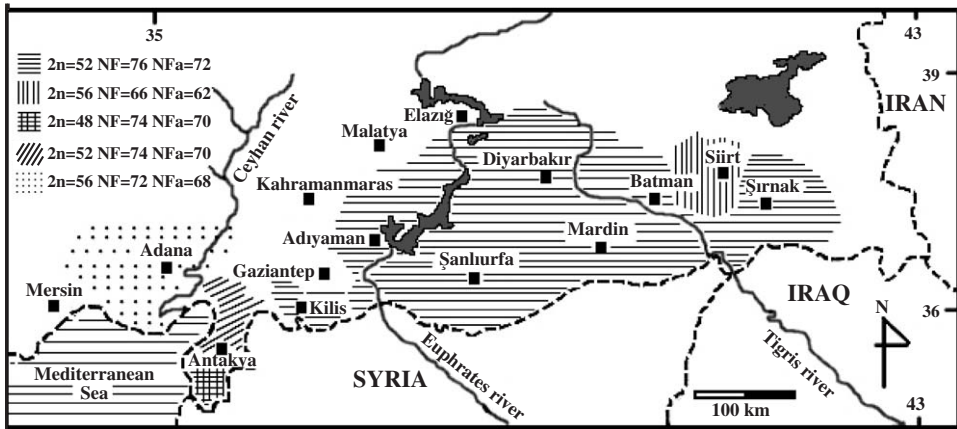 35
43
39
2n=52 NF=76 NFa=72
2n=56 NF=66 NFa=62
2n=48 NF=74 NFa=70
2n=52 NF=74 NFa=70
2n=56 NF=72 NFa=68
Ceyhan river
IRAN
Elazığ
Malatya
Diyarbakır
Siirt
Kahramanmaras
Batman
Şırnak
Adıyaman
Mardin
Adana
Gaziantep
Şanlıurfa
Mersin
Kilis
IRAQ
N
36
Antakya
Mediterranean
Sea
SYRIA
Euphrates river
Tigris river
100 km
43